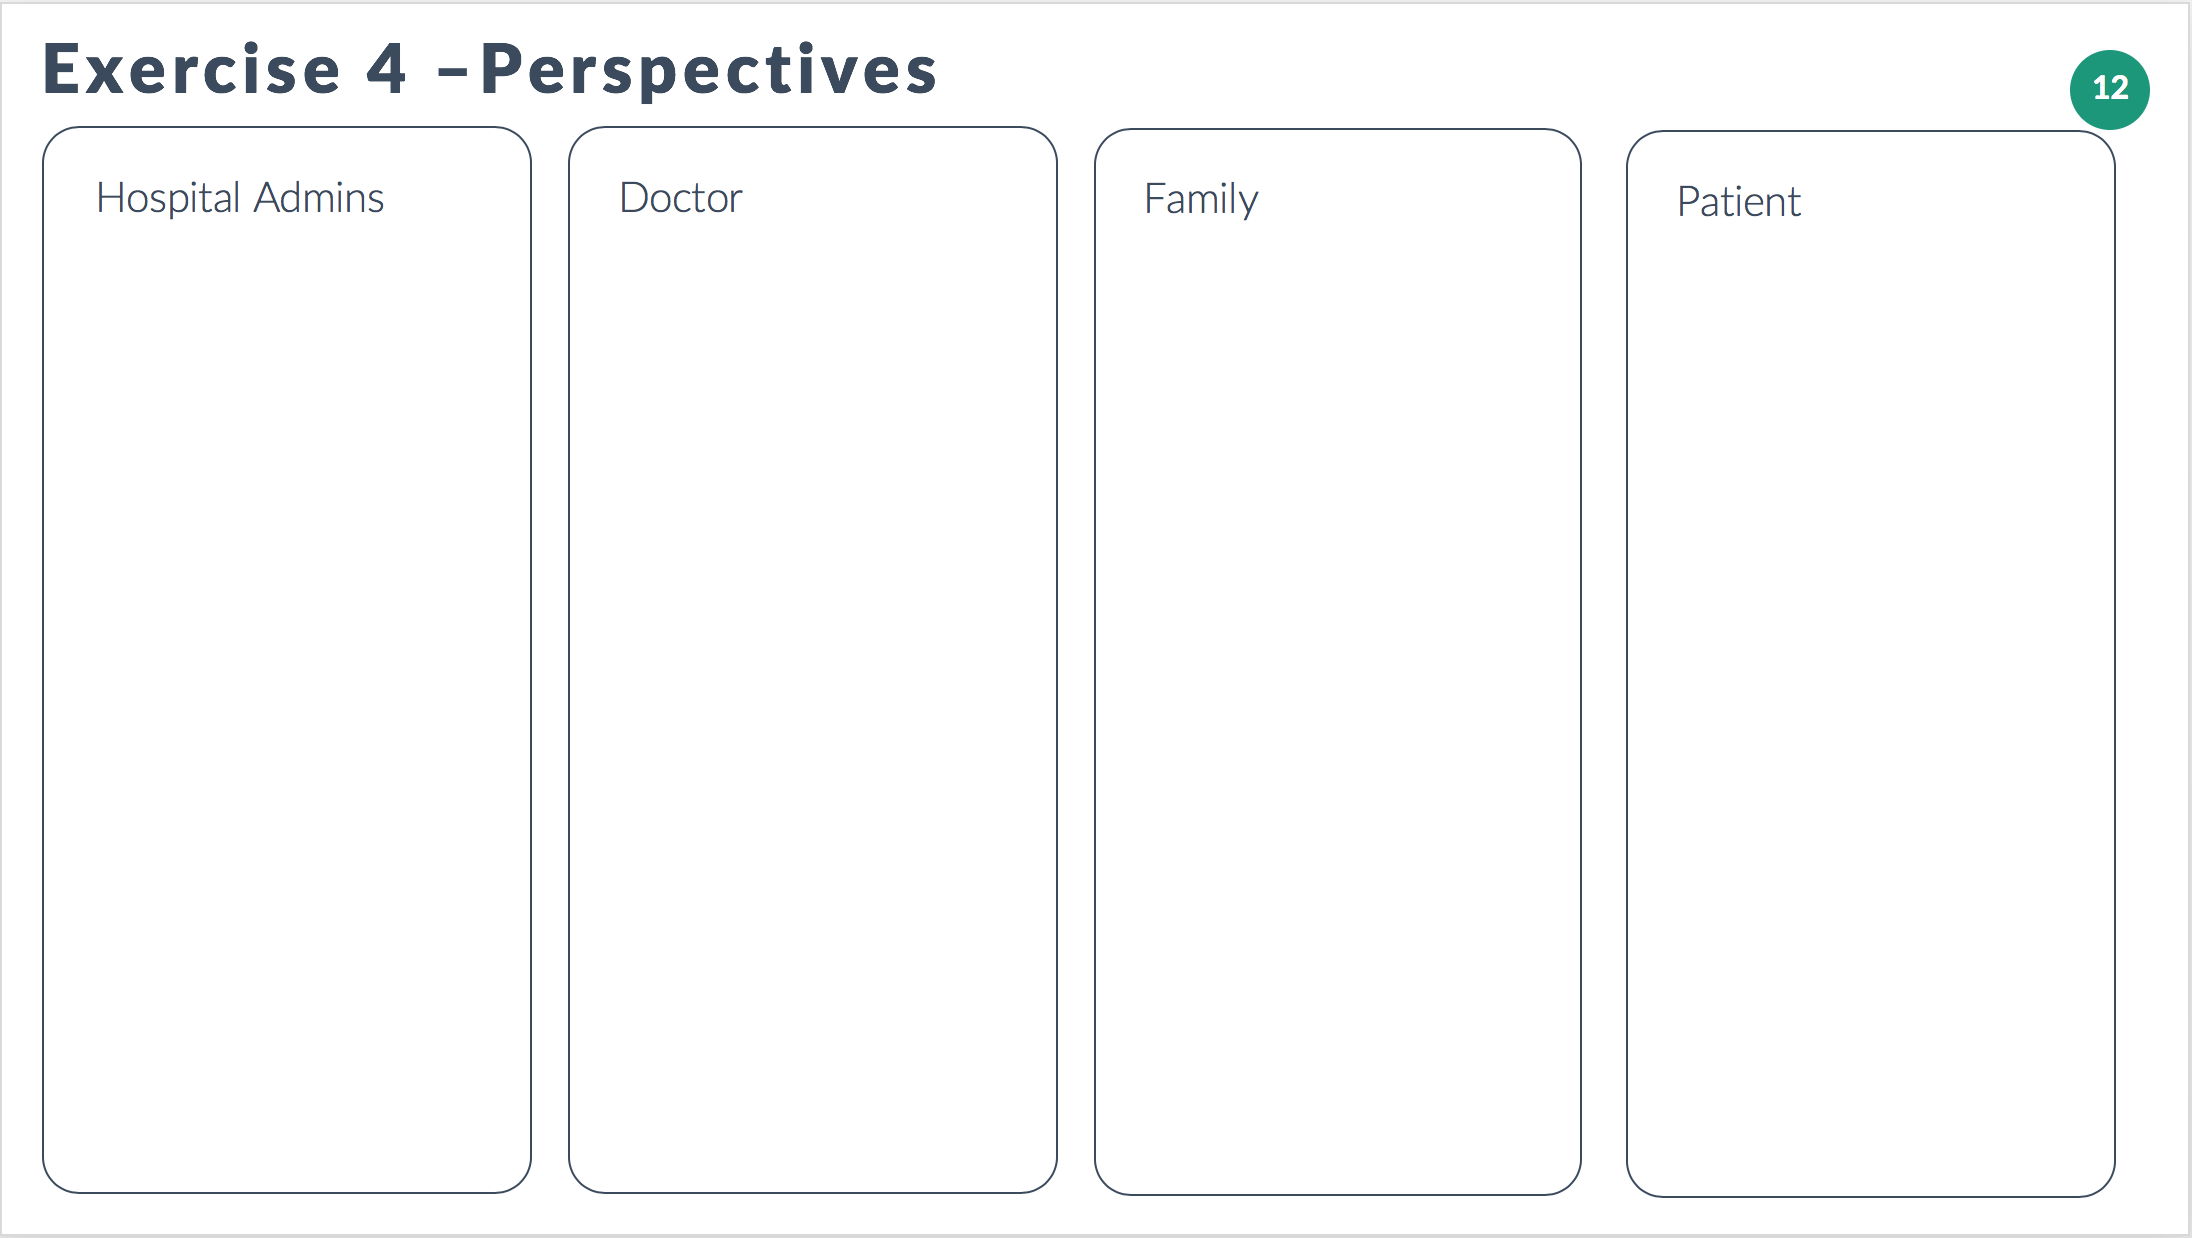 Exercise 4 –Perspectives
12
Hospital Admins
Doctor
Family
Patient